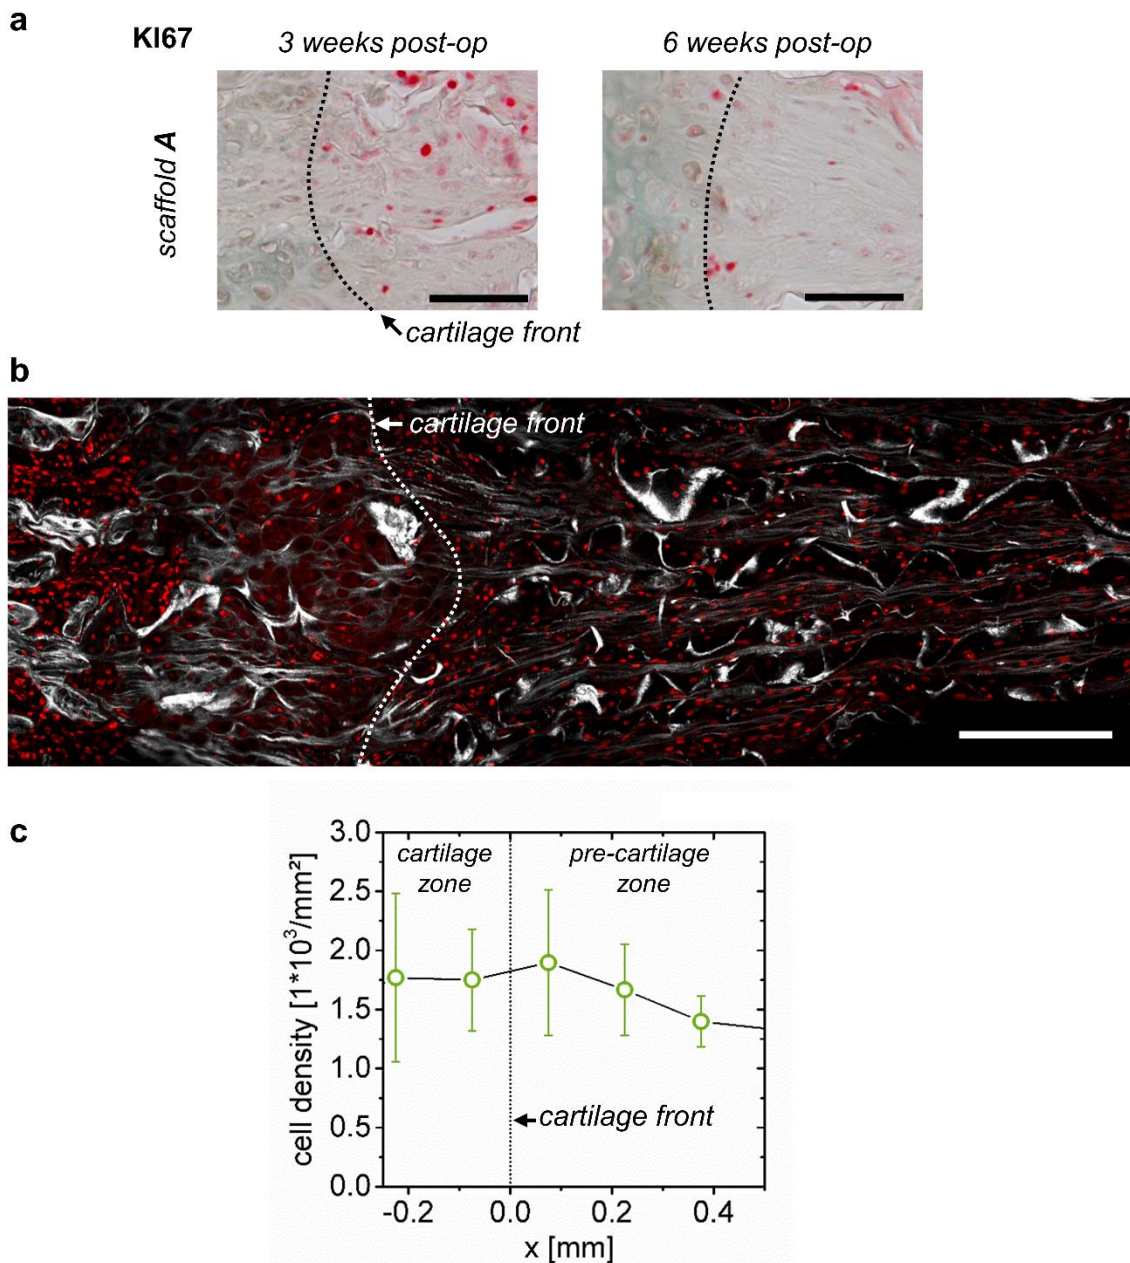 a
KI67
3 weeks post-op
6 weeks post-op
scaffold A
cartilage front
b
cartilage front
c
3.0
2.5
2.0
1.5
1.0
0.5
0.0
cell density [1*10³/mm²]
cartilage zone
pre-cartilage zone
cartilage front
-0.2
0.0
0.2
0.4
x [mm]